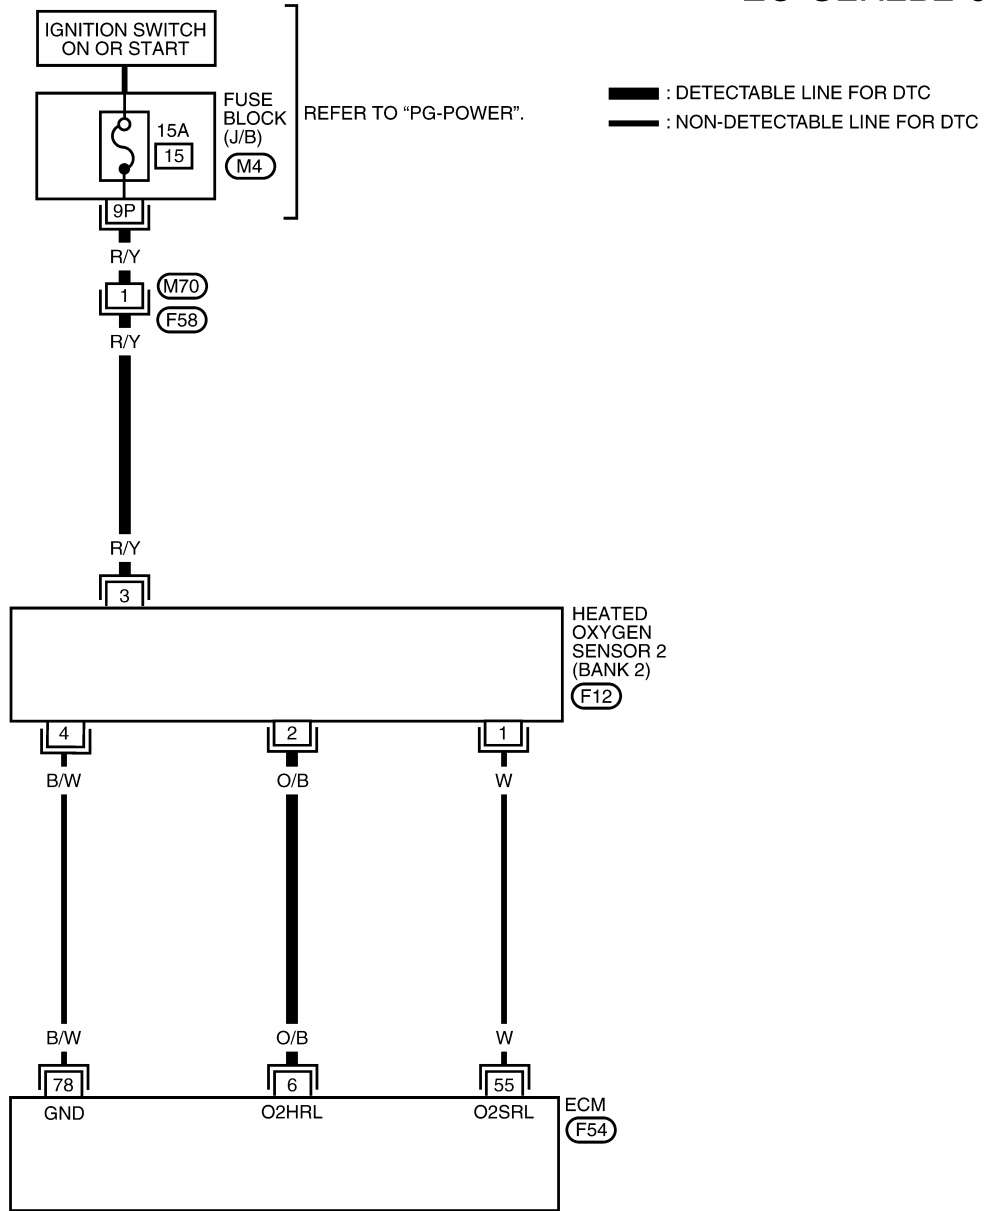 IGNITION SWITCH
ON OR START
FUSE
BLOCK
(J/B)
M4
15A
15
REFER TO “PG-POWER”.
: DETECTABLE LINE FOR DTC
: NON-DETECTABLE LINE FOR DTC
9P
R/Y
1
M70
F58
R/Y
R/Y
3
HEATED
OXYGEN
SENSOR 2
(BANK 2)
F12
4
2
1
B/W
O/B
W
B/W
O/B
W
78
6
55
GND
O2HRL
O2SRL
ECM
F54